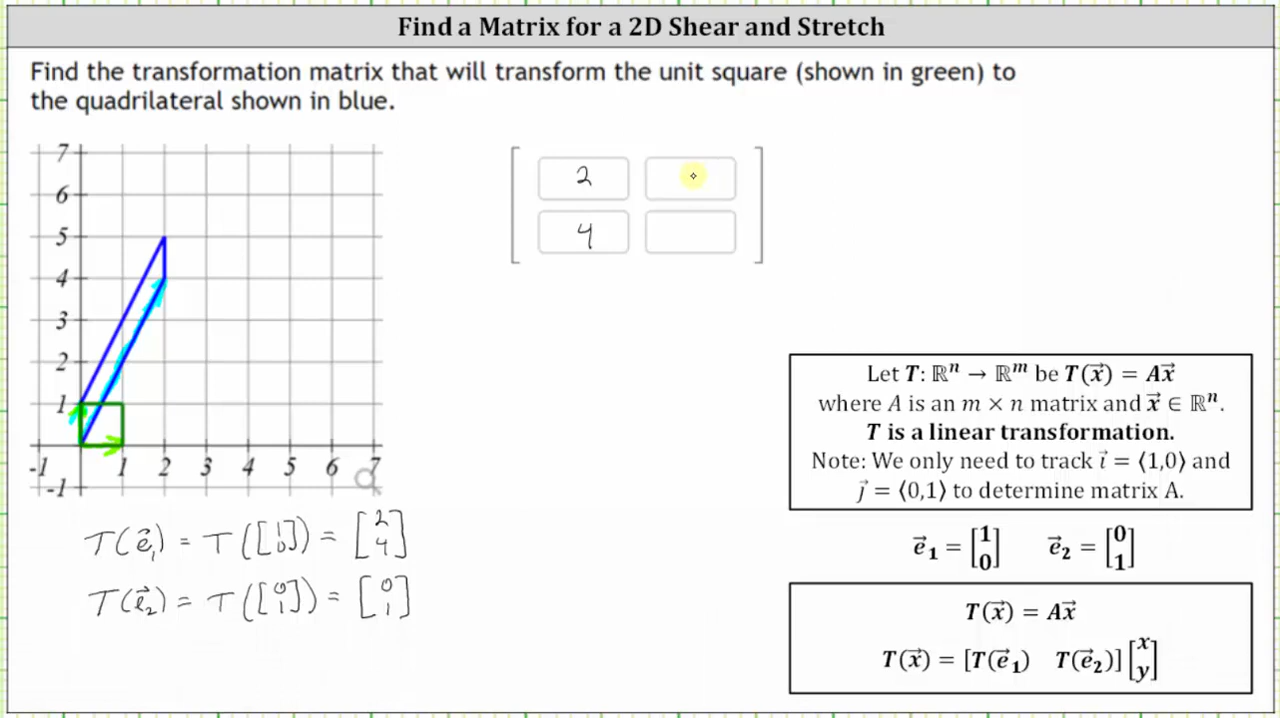 Find a Matrix for a 2D Shear and Stretch
Find the transformation matrix that will transform the unit square (shown in green) to
the quadrilateral shown in blue.
7
6
5
4
3
2
1
-1 1 2 3 4 5 6 7
-1
2
4
T(e⃗₁) = T([1 0]) = [2 4]
T(e⃗₂) = T([0 1]) = [0 1]
Let T: ℝⁿ → ℝᵐ be T(x⃗) = Ax⃗
where A is an m × n matrix and x⃗ ∈ ℝⁿ.
T is a linear transformation.
Note: We only need to track i⃗ = ⟨1,0⟩ and
j⃗ = ⟨0,1⟩ to determine matrix A.
e⃗₁ = [1 0] e⃗₂ = [0 1]
T(x⃗) = Ax⃗
T(x⃗) = [T(e⃗₁) T(e⃗₂)] [x y]